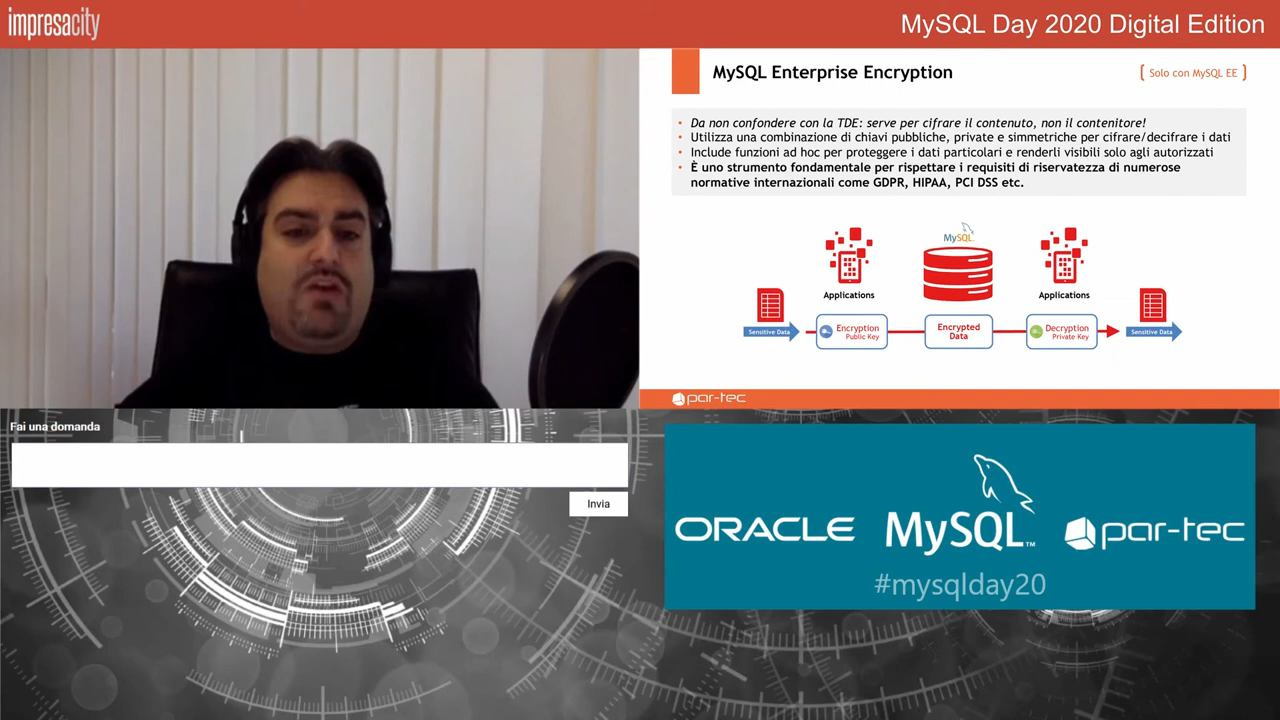 impresacity
MySQL Day 2020 Digital Edition
MySQL Enterprise Encryption
[ Solo con MySQL EE ]
• Da non confondere con la TDE: serve per cifrare il contenuto, non il contenitore!
• Utilizza una combinazione di chiavi pubbliche, private e simmetriche per cifrare/decifrare i dati
• Include funzioni ad hoc per proteggere i dati particolari e renderli visibili solo agli autorizzati
• È uno strumento fondamentale per rispettare i requisiti di riservatezza di numerose
normative internazionali come GDPR, HIPAA, PCI DSS etc.
MySQL
Applications
Applications
Sensitive Data
Encryption
Public Key
Encrypted
Data
Decryption
Private Key
Sensitive Data
par-tec
Fai una domanda
Invia
ORACLE
MySQL™
par-tec
#mysqlday20